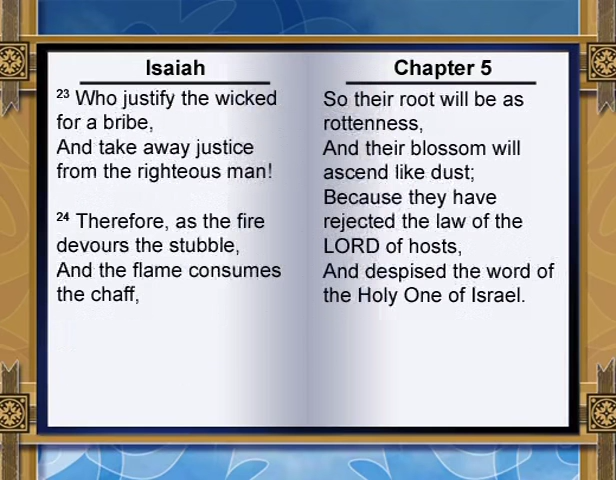 Isaiah
23 Who justify the wicked
for a bribe,
And take away justice
from the righteous man!
24 Therefore, as the fire
devours the stubble,
And the flame consumes
the chaff,
Chapter 5
So their root will be as
rottenness,
And their blossom will
ascend like dust;
Because they have
rejected the law of the
LORD of hosts,
And despised the word of
the Holy One of Israel.